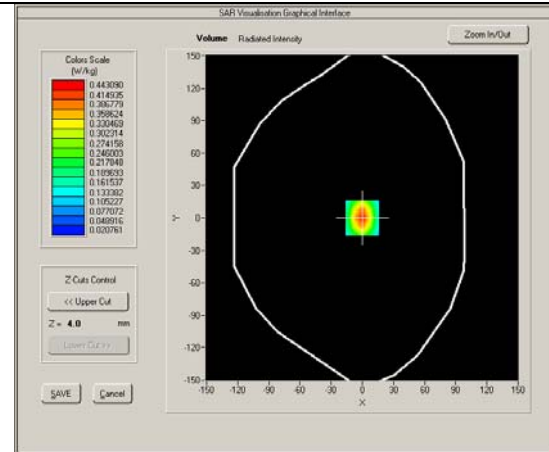 SAR Visualisation Graphical Interface
Colors Scale
(W/kg)
0.443090
0.414935
0.386779
0.358624
0.330469
0.302314
0.274158
0.246003
0.217848
0.189693
0.161537
0.133382
0.105227
0.077072
0.048916
0.020761
Z-Cuts Control
<< Upper Cut
Z = 4.0 mm
Lower Cut >>
SAVE Cancel
Volume Radiated Intensity
Zoom In/Out
150
120
90
60
30
0
-30
-60
-90
-120
-150
Y
-150 -120 -90 -60 -30 0 30 60 90 120 150
X